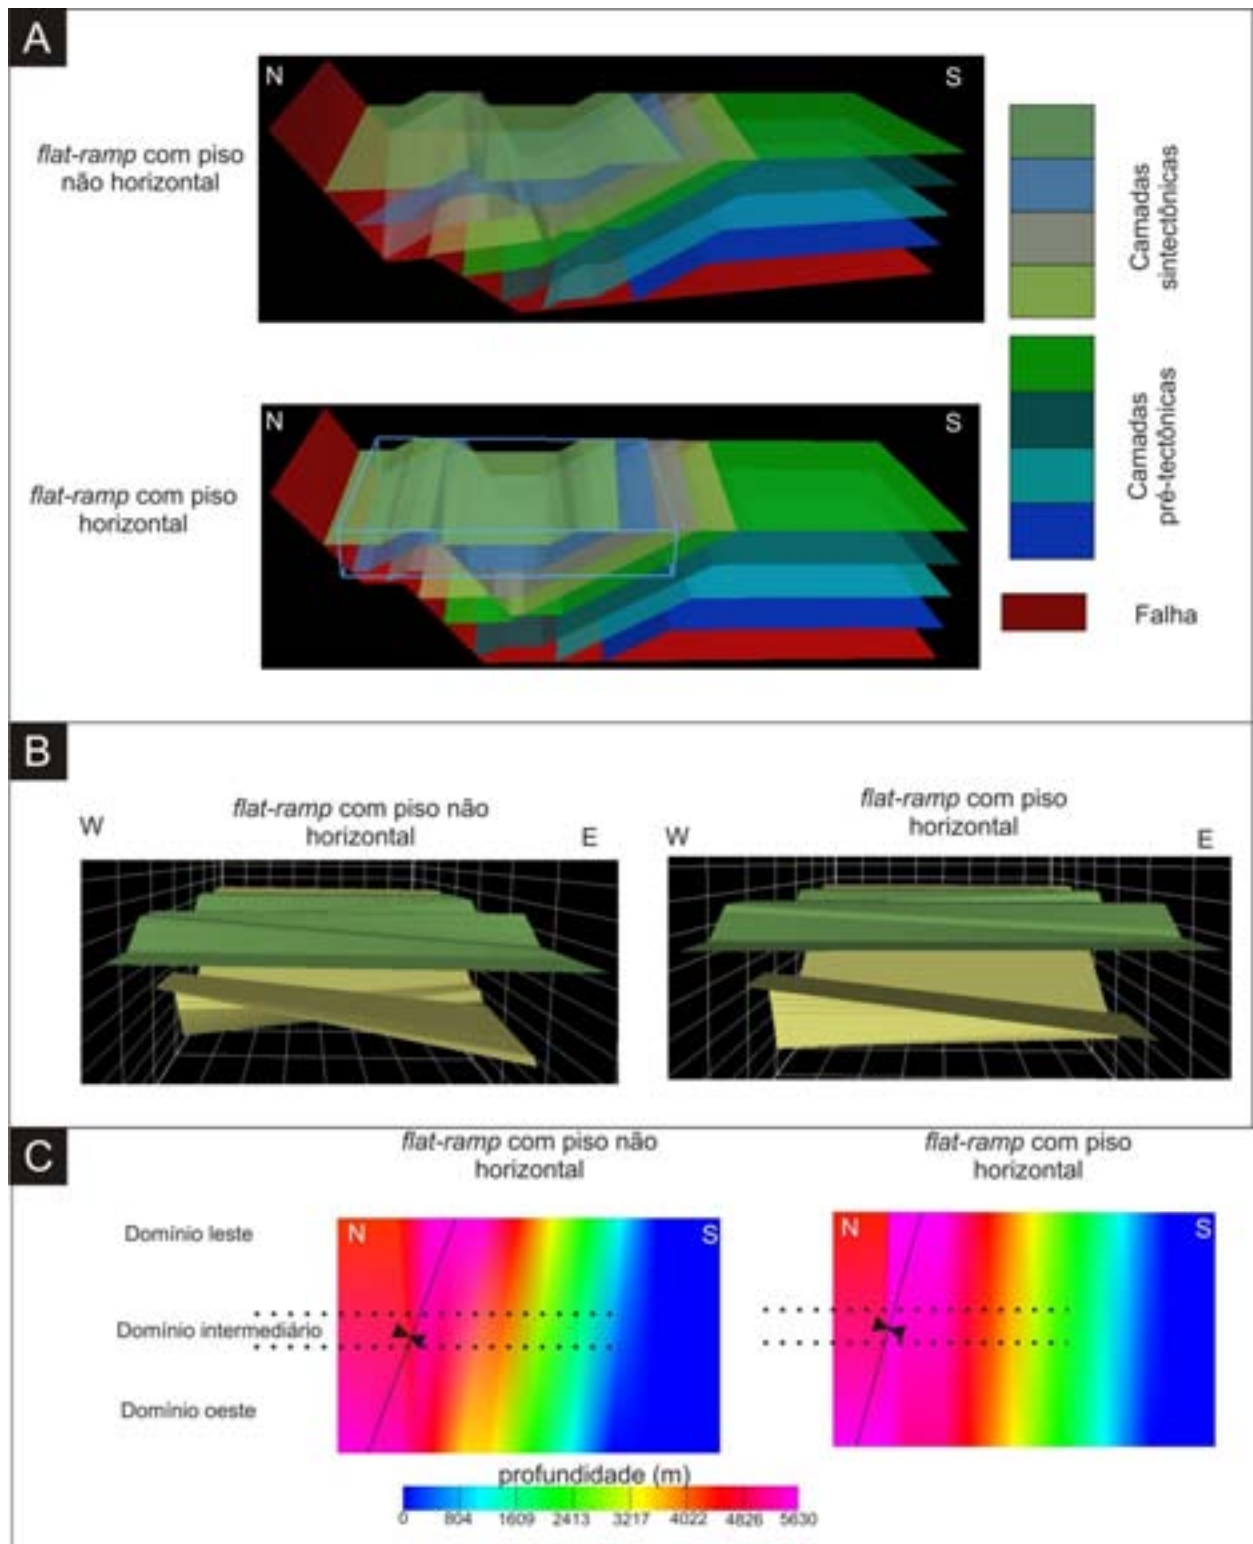 A
N
S
flat-ramp com piso
não horizontal
Camadas
sintectônicas
N
S
flat-ramp com piso
horizontal
Camadas
pré-tectônicas
Falha
B
flat-ramp com piso não
horizontal
W
E
flat-ramp com piso
horizontal
W
E
C
flat-ramp com piso não
horizontal
flat-ramp com piso
horizontal
Domínio leste
N
S
N
S
Domínio intermediário
Domínio oeste
profundidade (m)
0 804 1609 2413 3217 4022 4826 5630